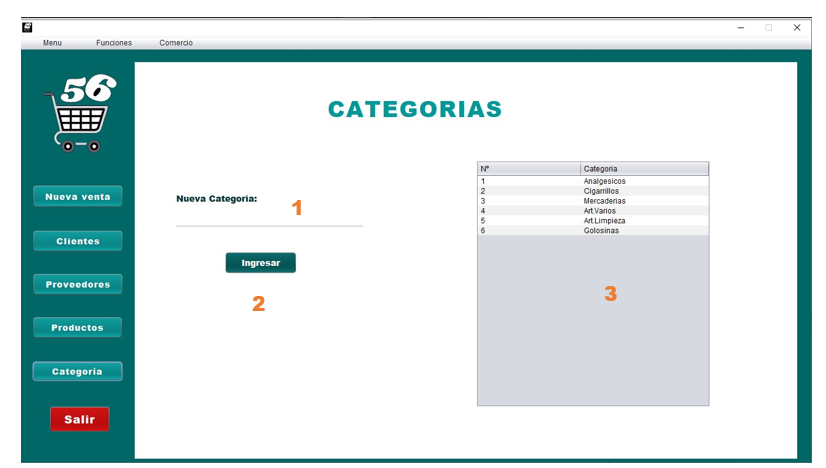 Menu Funciones Comercio
56
CATEGORIAS
Nueva venta
Clientes
Proveedores
Productos
Categoría
Salir
Nueva Categoria:
1
Ingresar
2
Nº Categoria
1 Analgesicos
2 Cigarrillos
3 Mercaderias
4 Art.Varios
5 Art.Limpieza
6 Golosinas
3